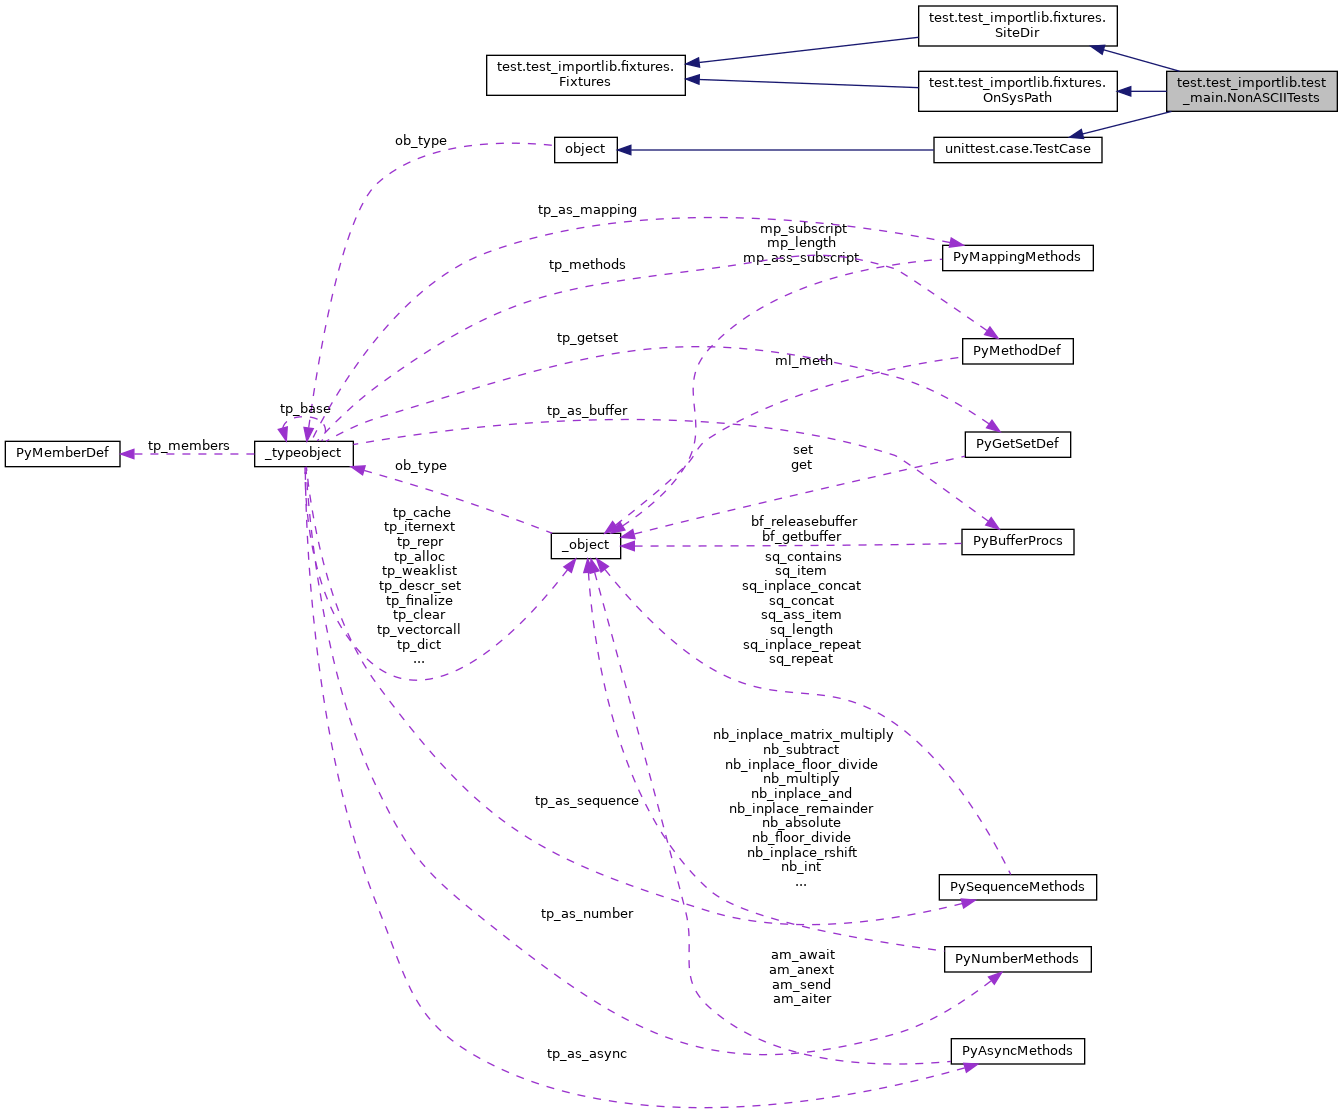 test.test_importlib.fixtures.
SiteDir
test.test_importlib.fixtures.
Fixtures
test.test_importlib.fixtures.
OnSysPath
test.test_importlib.test
_main.NonASCIITests
ob_type
object
unittest.case.TestCase
tp_as_mapping
mp_subscript
mp_length
mp_ass_subscript
PyMappingMethods
tp_methods
tp_getset
PyMethodDef
ml_meth
tp_base
tp_as_buffer
PyMemberDef
tp_members
_typeobject
PyGetSetDef
set
get
ob_type
tp_cache
tp_iternext
tp_repr
tp_alloc
tp_weaklist
tp_descr_set
tp_finalize
tp_clear
tp_vectorcall
tp_dict
...
_object
bf_releasebuffer
bf_getbuffer
PyBufferProcs
sq_contains
sq_item
sq_inplace_concat
sq_concat
sq_ass_item
sq_length
sq_inplace_repeat
sq_repeat
nb_inplace_matrix_multiply
nb_subtract
nb_inplace_floor_divide
nb_multiply
nb_inplace_and
nb_inplace_remainder
nb_absolute
nb_floor_divide
nb_inplace_rshift
nb_int
...
tp_as_sequence
PySequenceMethods
tp_as_number
PyNumberMethods
am_await
am_anext
am_send
am_aiter
tp_as_async
PyAsyncMethods